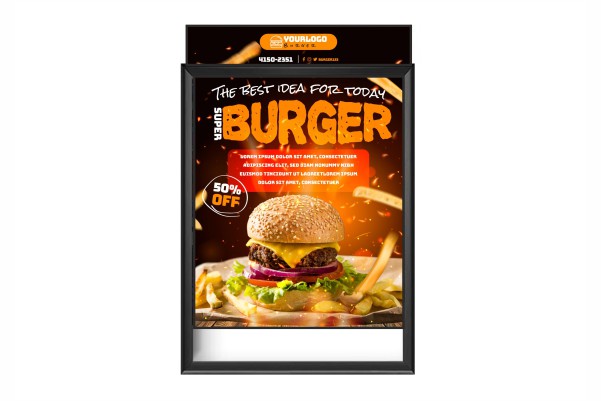 YOURLOGO
Burger
4150-2351
THE BEST IDEA FOR TODAY
SUPER
BURGER
LOREM IPSUM DOLOR SIT AMET, CONSECTETUER
ADIPISCING ELIT, SED DIAM NONUMMY NIBH
EUISMOD TINCIDUNT UT LAOREETLOREM IPSUM
DOLOR SIT AMET, CONSECTETUER
50%
OFF